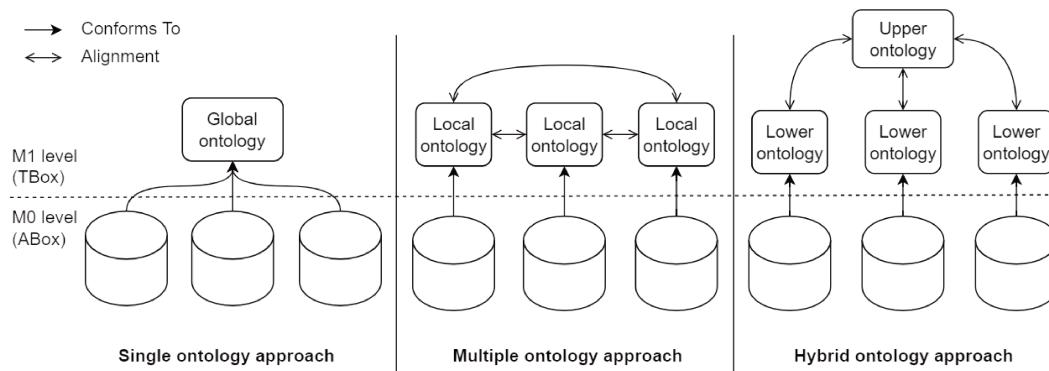 Conforms To
Alignment
Global
ontology
M1 level
(TBox)
M0 level
(ABox)
Single ontology approach
Local
ontology
Local
ontology
Local
ontology
Multiple ontology approach
Upper
ontology
Lower
ontology
Lower
ontology
Lower
ontology
Hybrid ontology approach